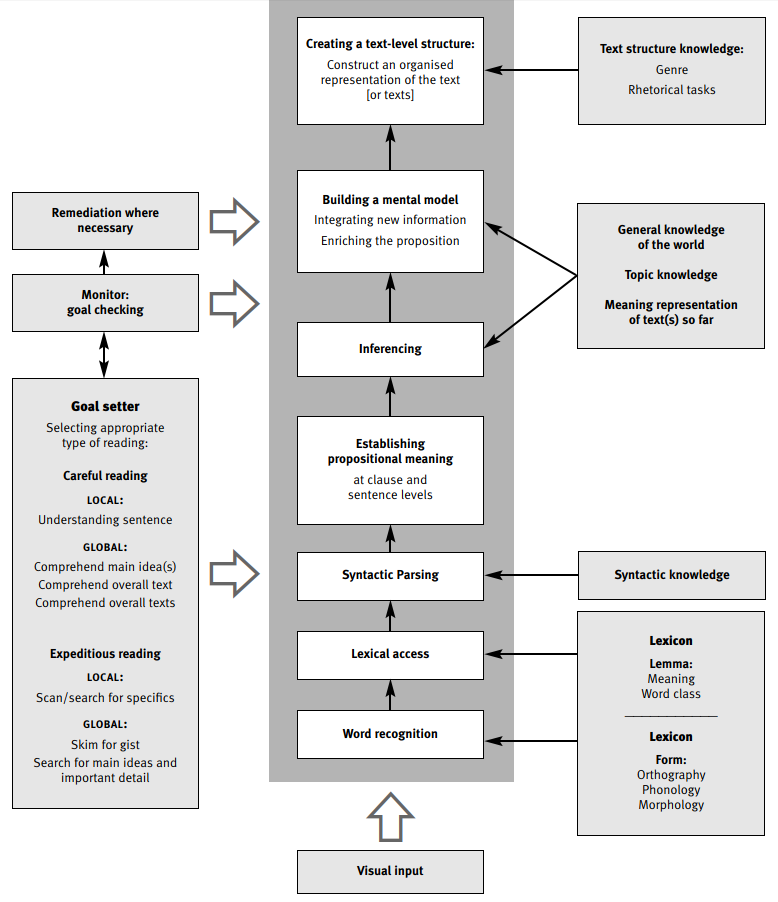 Creating a text-level structure:
Construct an organised
representation of the text
[or texts]
Text structure knowledge:
Genre
Rhetorical tasks
Remediation where
necessary
Building a mental model
Integrating new information
Enriching the proposition
General knowledge
of the world
Topic knowledge
Meaning representation
of text(s) so far
Monitor:
goal checking
Inferencing
Goal setter
Selecting appropriate
type of reading:
Careful reading
LOCAL:
Understanding sentence
GLOBAL:
Comprehend main idea(s)
Comprehend overall text
Comprehend overall texts
Expeditious reading
LOCAL:
Scan/search for specifics
GLOBAL:
Skim for gist
Search for main ideas and
important detail
Establishing
propositional meaning
at clause and
sentence levels
Syntactic Parsing
Syntactic knowledge
Lexical access
Word recognition
Lexicon
Lemma:
Meaning
Word class
Lexicon
Form:
Orthography
Phonology
Morphology
Visual input